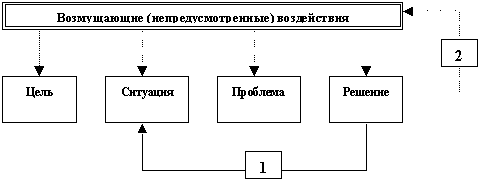 Возмущающие (непредусмотренные) воздействия
2
Цель
Ситуация
Проблема
Решение
1